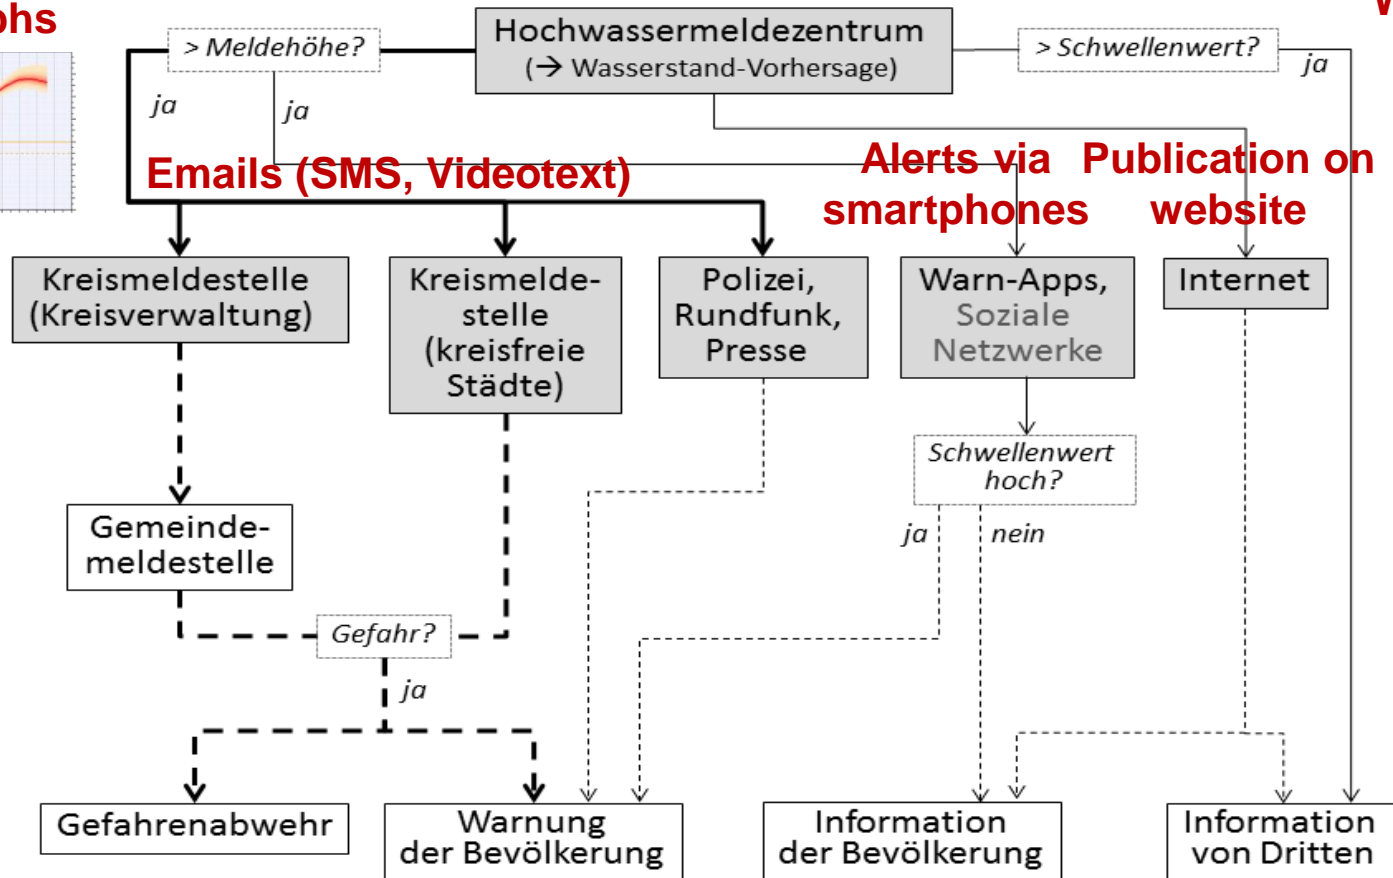 phs
Hochwassermeldezentrum
(→ Wasserstand-Vorhersage)
> Meldehöhe?
> Schwellenwert?
ja
ja
ja
Emails (SMS, Videotext)
Alerts via
smartphones
Publication on
website
Kreismeldestelle
(Kreisverwaltung)
Kreismelde-
stelle
(kreisfreie
Städte)
Polizei,
Rundfunk,
Presse
Warn-Apps,
Soziale
Netzwerke
Internet
Schwellenwert
hoch?
ja
nein
Gemeinde-
meldestelle
Gefahr?
ja
Gefahrenabwehr
Warnung
der Bevölkerung
Information
der Bevölkerung
Information
von Dritten